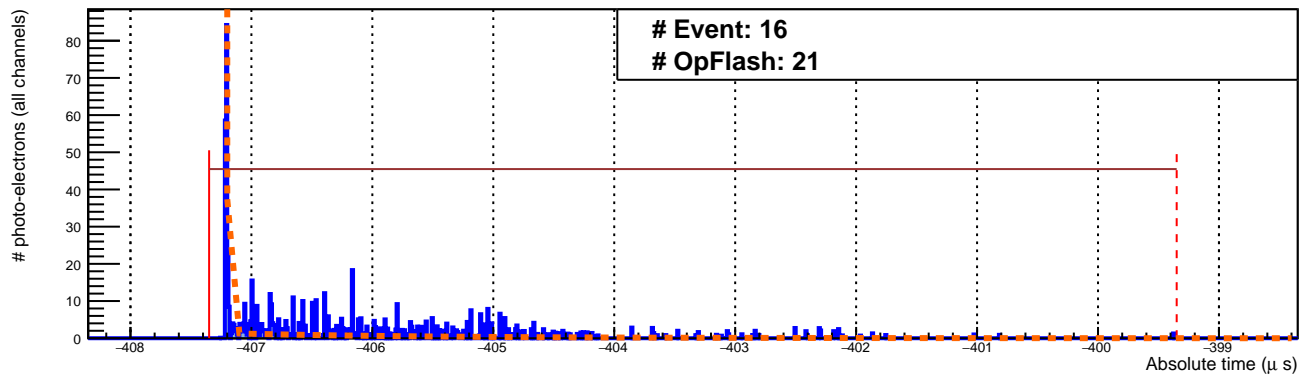 # Event: 16
# OpFlash: 21
# photo-electrons (all channels)
80
70
60
50
40
30
20
10
0
−408 −407 −406 −405 −404 −403 −402 −401 −400 −399
Absolute time (μ s)